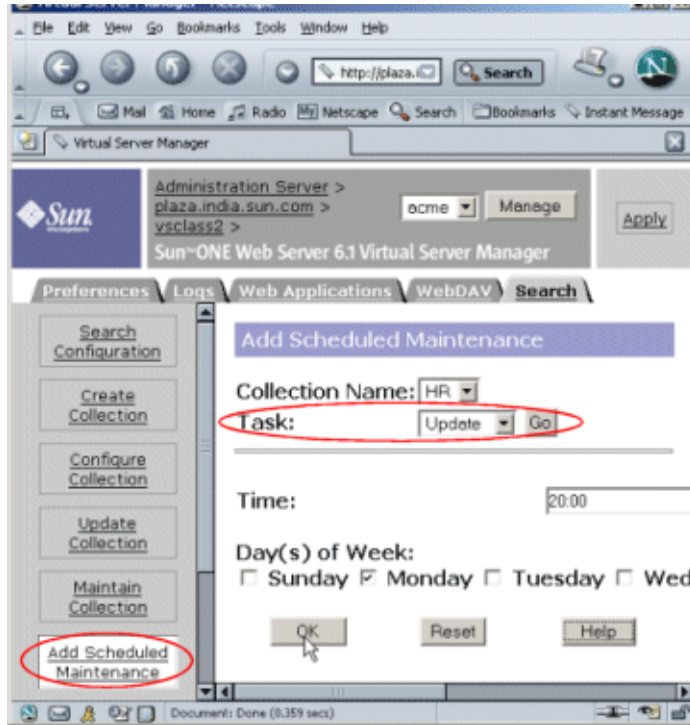 File Edit View Go Bookmarks Tools Window Help
http://plaza.i
Search
N
Mail Home Radio My Netscape Search Bookmarks Instant Message
Virtual Server Manager
Sun
Administration Server >
plaza.india.sun.com >
vsclass2 >
acme
Manage
Apply
Sun ONE Web Server 6.1 Virtual Server Manager
Preferences Logs Web Applications WebDAV Search
Search
Configuration
Create
Collection
Configure
Collection
Update
Collection
Maintain
Collection
Add Scheduled
Maintenance
Add Scheduled Maintenance
Collection Name: HR
Task: Update Go
Time: 20:00
Day(s) of Week:
Sunday Monday Tuesday Wed
OK Reset Help
Document: Done (0.359 secs)